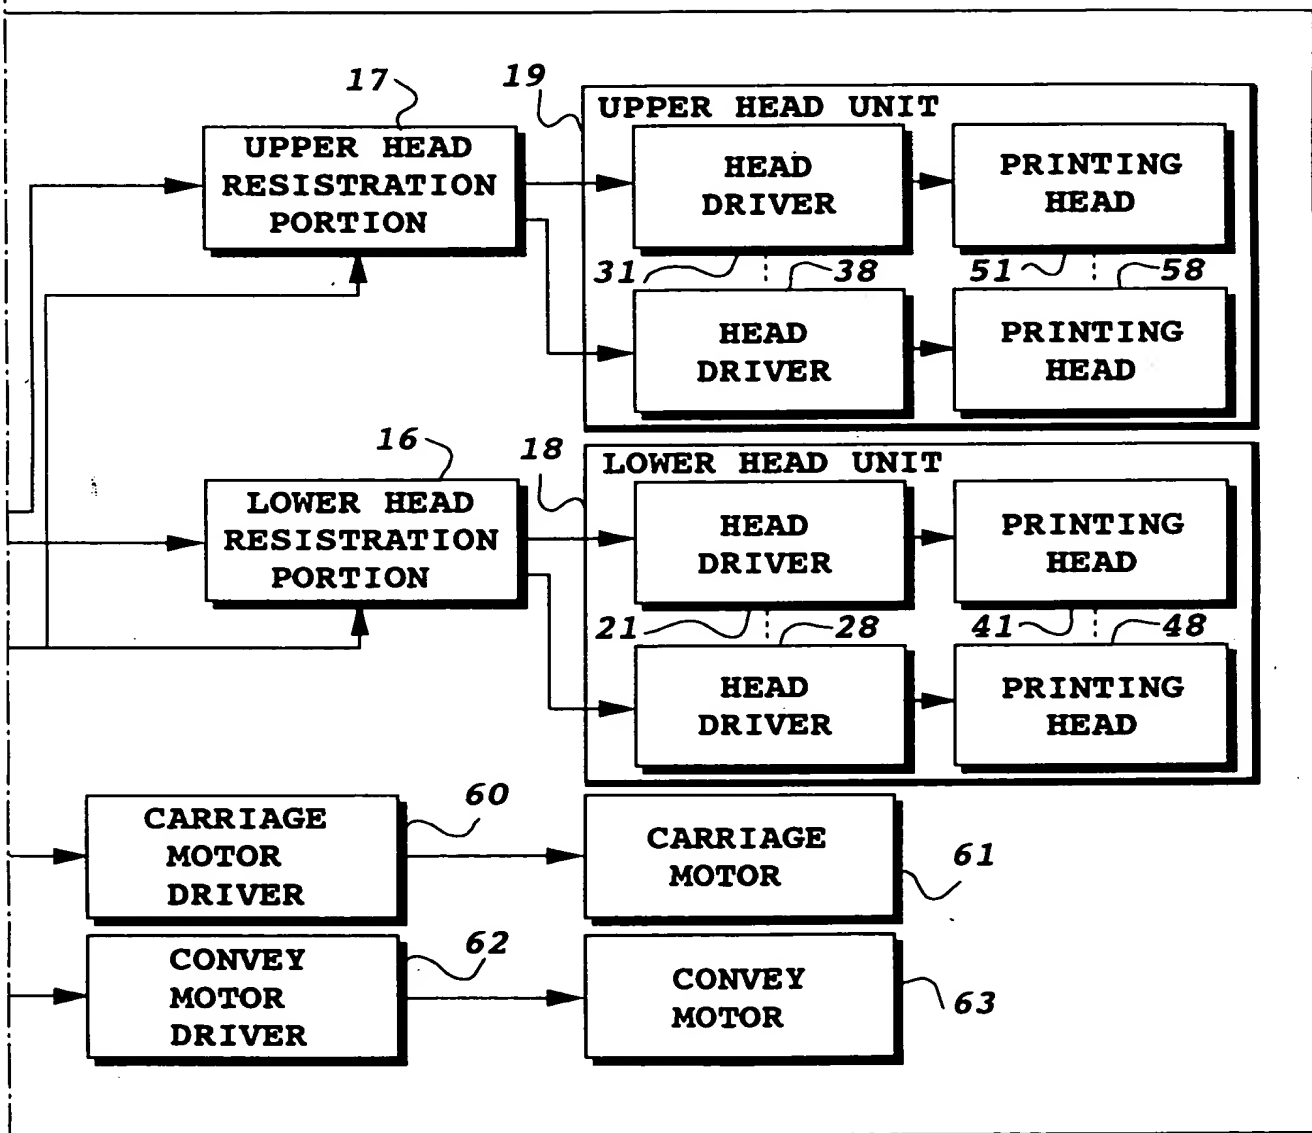 17
UPPER HEAD
RESISTRATION
PORTION
19
UPPER HEAD UNIT
HEAD
DRIVER
PRINTING
HEAD
31
38
51
58
HEAD
DRIVER
PRINTING
HEAD
16
LOWER HEAD
RESISTRATION
PORTION
18
LOWER HEAD UNIT
HEAD
DRIVER
PRINTING
HEAD
21
28
41
48
HEAD
DRIVER
PRINTING
HEAD
CARRIAGE
MOTOR
DRIVER
60
CARRIAGE
MOTOR
61
CONVEY
MOTOR
DRIVER
62
CONVEY
MOTOR
63